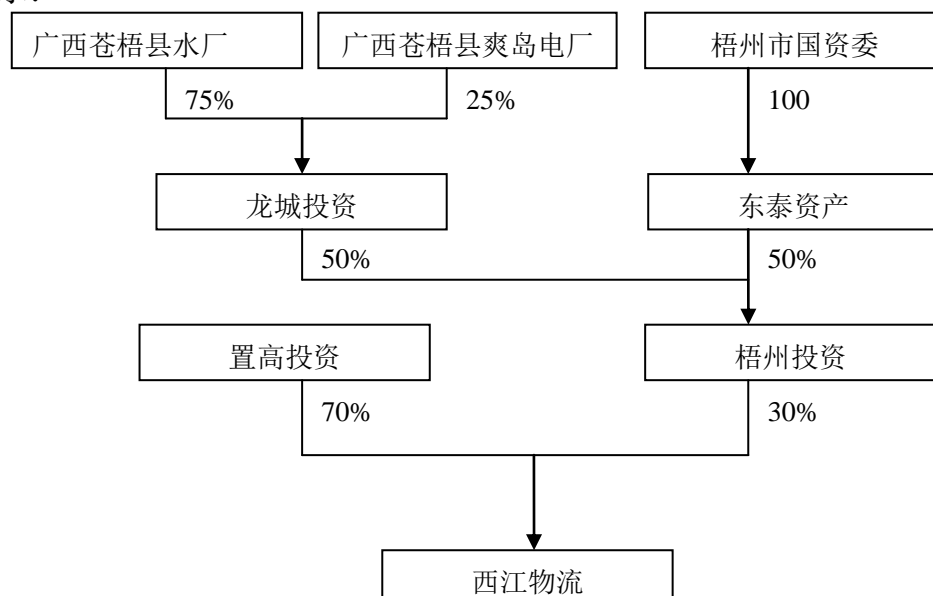 广西苍梧县水厂
广西苍梧县爽岛电厂
梧州市国资委
75%
25%
100
龙城投资
东泰资产
50%
50%
置高投资
梧州投资
70%
30%
西江物流